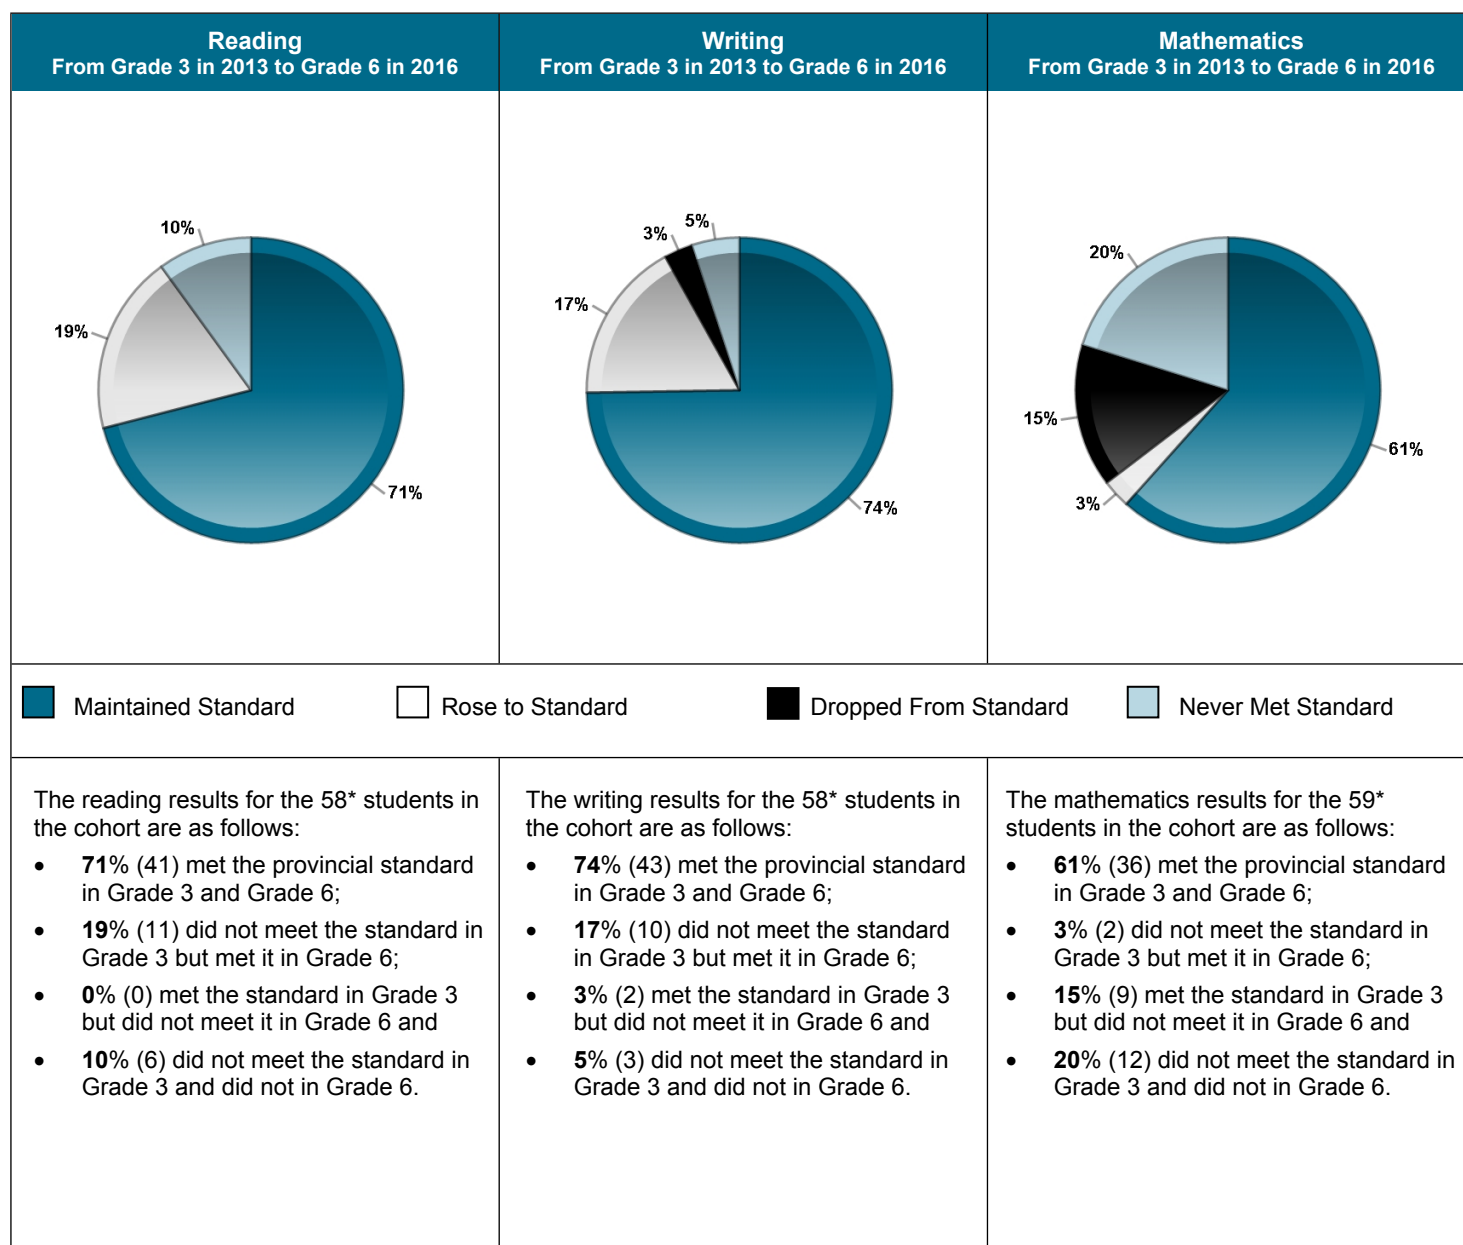 Reading
From Grade 3 in 2013 to Grade 6 in 2016
Writing
From Grade 3 in 2013 to Grade 6 in 2016
Mathematics
From Grade 3 in 2013 to Grade 6 in 2016
10%
19%
71%
5%
3%
17%
74%
20%
15%
3%
61%
Maintained Standard
Rose to Standard
Dropped From Standard
Never Met Standard
The reading results for the 58* students in
the cohort are as follows:
• 71% (41) met the provincial standard
in Grade 3 and Grade 6;
• 19% (11) did not meet the standard in
Grade 3 but met it in Grade 6;
• 0% (0) met the standard in Grade 3
but did not meet it in Grade 6 and
• 10% (6) did not meet the standard in
Grade 3 and did not in Grade 6.
The writing results for the 58* students in
the cohort are as follows:
• 74% (43) met the provincial standard
in Grade 3 and Grade 6;
• 17% (10) did not meet the standard
in Grade 3 but met it in Grade 6;
• 3% (2) met the standard in Grade 3
but did not meet it in Grade 6 and
• 5% (3) did not meet the standard in
Grade 3 and did not in Grade 6.
The mathematics results for the 59*
students in the cohort are as follows:
• 61% (36) met the provincial standard
in Grade 3 and Grade 6;
• 3% (2) did not meet the standard in
Grade 3 but met it in Grade 6;
• 15% (9) met the standard in Grade 3
but did not meet it in Grade 6 and
• 20% (12) did not meet the standard in
Grade 3 and did not in Grade 6.